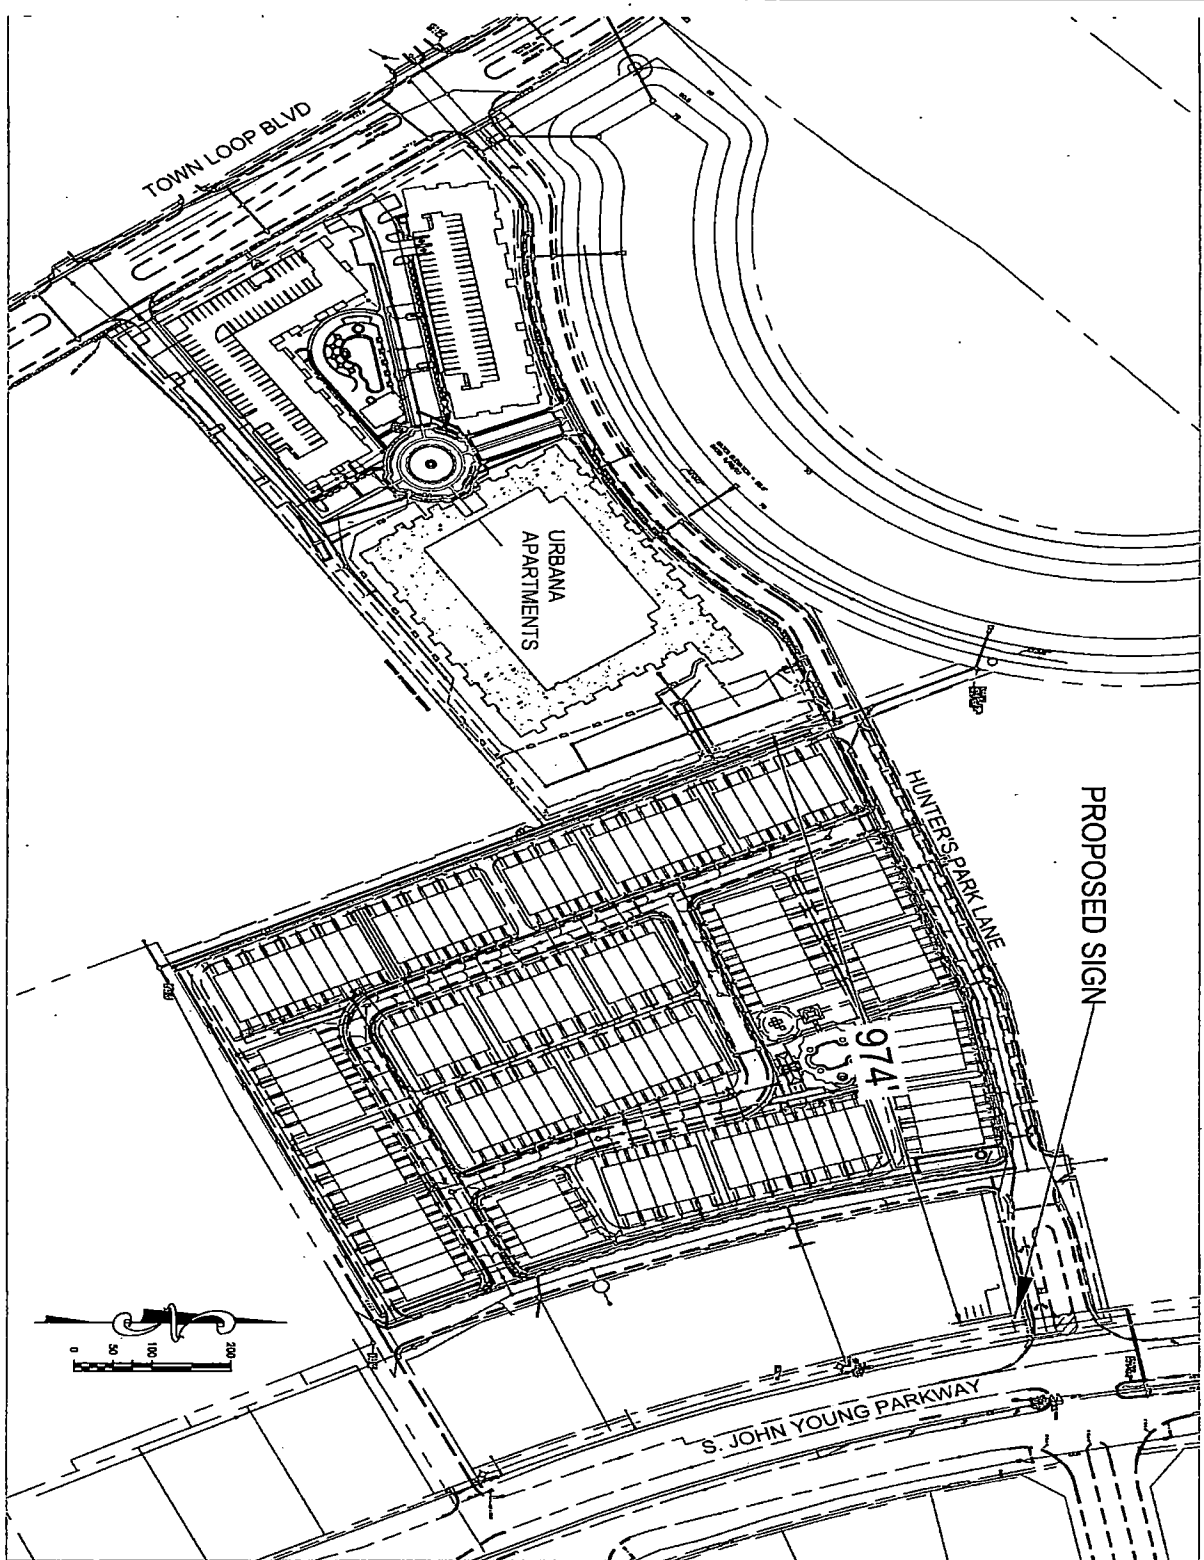 TOWN LOOP BLVD
URBANA
APARTMENTS
HUNTER'S PARK LANE
PROPOSED SIGN
974'
S. JOHN YOUNG PARKWAY
0 50 100 200